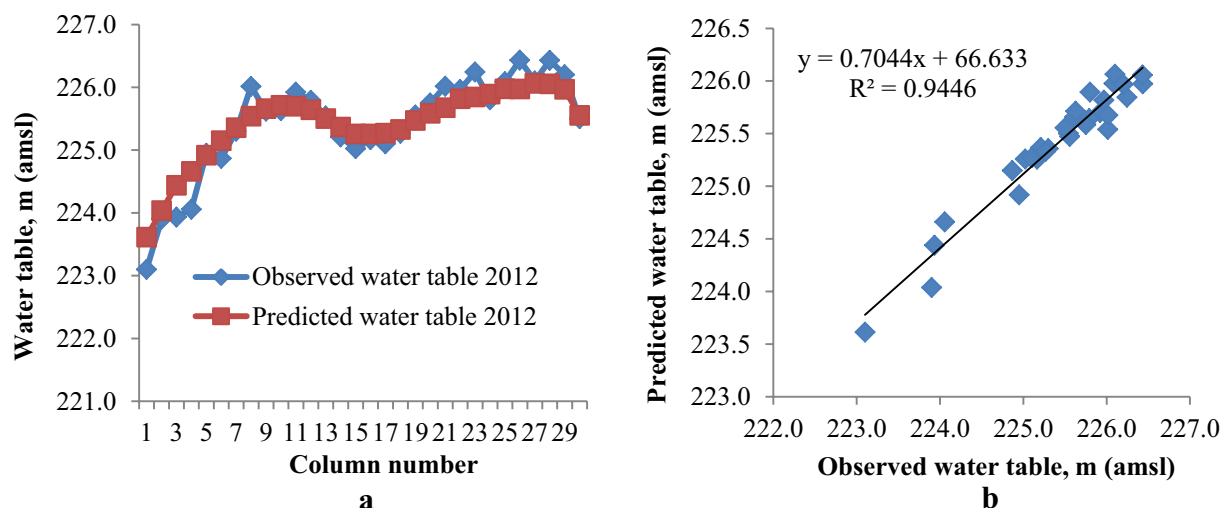 Water table, m (amsl)
227.0
226.0
225.0
224.0
223.0
222.0
221.0
Observed water table 2012
Predicted water table 2012
1 3 5 7 9 11 13 15 17 19 21 23 25 27 29
Column number
a
Predicted water table, m (amsl)
226.5
226.0
225.5
225.0
224.5
224.0
223.5
223.0
y = 0.7044x + 66.633
R² = 0.9446
222.0 223.0 224.0 225.0 226.0 227.0
Observed water table, m (amsl)
b